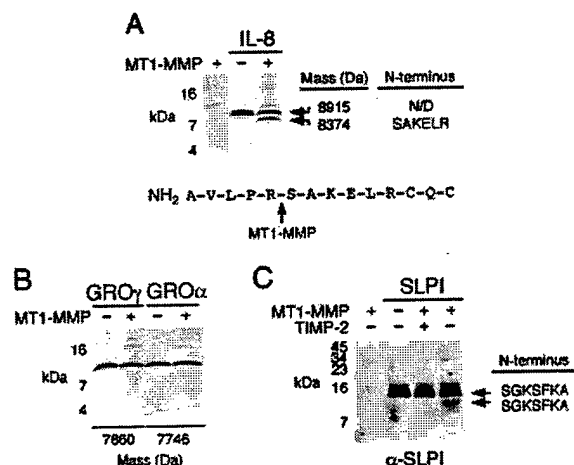 A
IL-8
MT1-MMP + − +
Mass (Da) N-terminus
16
kDa
7
4
8915 N/D
8374 SAKELR
NH2 A-V-L-P-R-S-A-K-E-L-R-C-Q-C
MT1-MMP
B
GROγ GROα
MT1-MMP − + − +
16
kDa
7
4
7860 7746
Mass (Da)
C
SLPI
MT1-MMP + − + +
TIMP-2 − − + −
45
34
23
16
kDa
7
N-terminus
SGKSFKA
SGKSFKA
α-SLPI